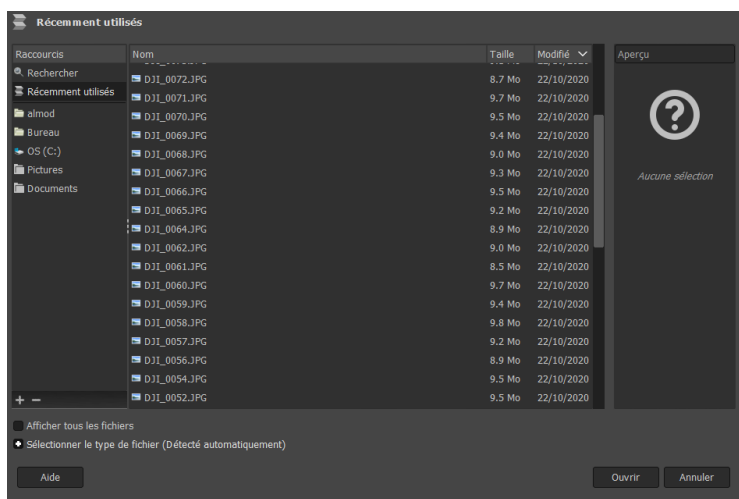 Récemment utilisés
Raccourcis Nom Taille Modifié Aperçu
Rechercher
Récemment utilisés
almod
Bureau
OS (C:)
Pictures
Documents
DJI_0072.JPG 8.7 Mo 22/10/2020
DJI_0071.JPG 9.7 Mo 22/10/2020
DJI_0070.JPG 9.5 Mo 22/10/2020
DJI_0069.JPG 9.4 Mo 22/10/2020
DJI_0068.JPG 9.0 Mo 22/10/2020
DJI_0067.JPG 9.3 Mo 22/10/2020
DJI_0066.JPG 9.5 Mo 22/10/2020
DJI_0065.JPG 9.2 Mo 22/10/2020
DJI_0064.JPG 8.9 Mo 22/10/2020
DJI_0062.JPG 9.0 Mo 22/10/2020
DJI_0061.JPG 8.5 Mo 22/10/2020
DJI_0060.JPG 9.7 Mo 22/10/2020
DJI_0059.JPG 9.4 Mo 22/10/2020
DJI_0058.JPG 9.8 Mo 22/10/2020
DJI_0057.JPG 9.2 Mo 22/10/2020
DJI_0056.JPG 8.9 Mo 22/10/2020
DJI_0054.JPG 9.5 Mo 22/10/2020
DJI_0052.JPG 9.5 Mo 22/10/2020
?
Aucune sélection
+ −
Afficher tous les fichiers
Sélectionner le type de fichier (Détecté automatiquement)
Aide Ouvrir Annuler